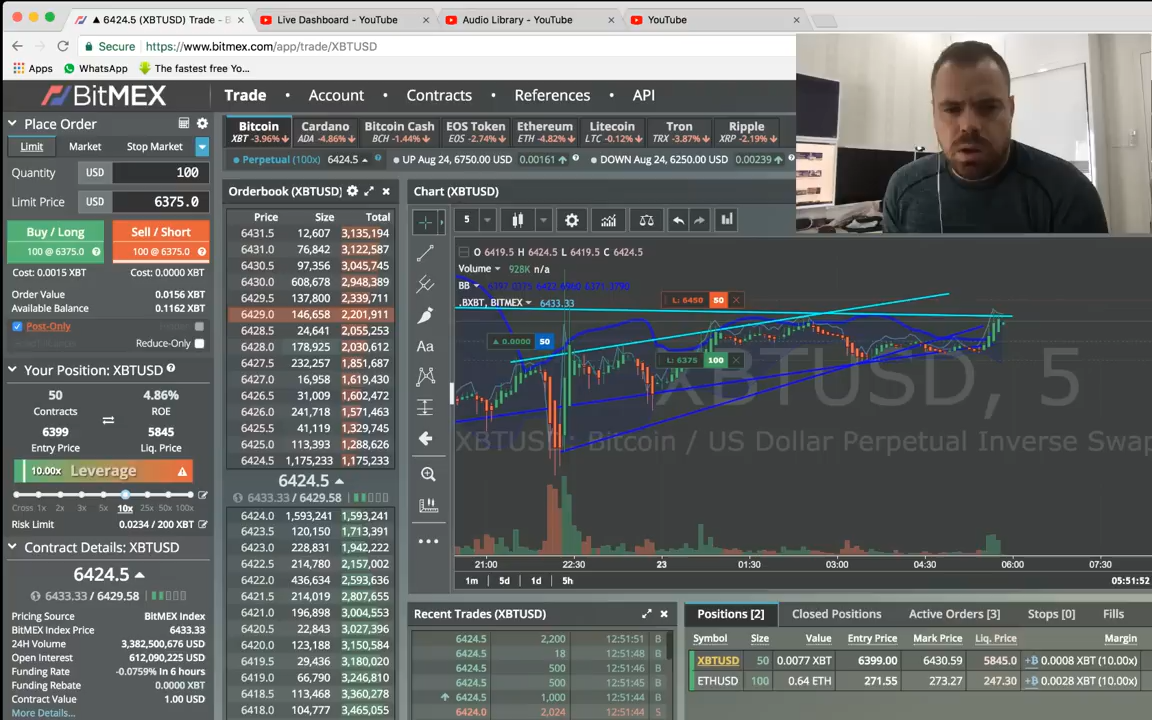 ▲ 6424.5 (XBTUSD) Trade - B
Live Dashboard - YouTube
Audio Library - YouTube
YouTube
Secure https://www.bitmex.com/app/trade/XBTUSD
Apps WhatsApp The fastest free Yo...
BitMEX
Trade • Account • Contracts • References • API
Place Order
Limit Market Stop Market
Quantity USD 100
Limit Price USD 6375.0
Buy / Long Sell / Short
100 @ 6375.0 100 @ 6375.0
Cost: 0.0015 XBT Cost: 0.0000 XBT
Order Value 0.0156 XBT
Available Balance 0.1162 XBT
Post-Only
Reduce-Only
Your Position: XBTUSD
50 4.86%
Contracts ROE
6399 5845
Entry Price Liq. Price
10.00x Leverage
Cross 1x 2x 3x 5x 10x 25x 50x 100x
Risk Limit 0.0234 / 200 XBT
Contract Details: XBTUSD
6424.5
6433.33 / 6429.58
Pricing Source BitMEX Index
BitMEX Index Price 6433.33
24H Volume 3,382,500,676 USD
Open Interest 612,090,225 USD
Funding Rate -0.0759% In 6 hours
Funding Rebate 0.0000 XBT
Contract Value 1.00 USD
More Details...
Bitcoin Cardano Bitcoin Cash EOS Token Ethereum Litecoin Tron Ripple
XBT -3.96% ADA -4.86% BCH -1.44% EOS -2.74% ETH -4.82% LTC -0.12% TRX -3.87% XRP -2.19%
Perpetual (100x) 6424.5 UP Aug 24, 6750.00 USD 0.00161 DOWN Aug 24, 6250.00 USD 0.00239
Orderbook (XBTUSD)
Price Size Total
6431.5 12,607 3,135,194
6431.0 76,842 3,122,587
6430.5 97,356 3,045,745
6430.0 608,678 2,948,389
6429.5 137,800 2,339,711
6429.0 146,658 2,201,911
6428.5 24,641 2,055,253
6428.0 178,925 2,030,612
6427.5 232,257 1,851,687
6427.0 16,958 1,619,430
6426.5 31,009 1,602,472
6426.0 241,718 1,571,463
6425.5 41,119 1,329,745
6425.0 113,393 1,288,626
6424.5 1,175,233 1,175,233
6424.5
6433.33 / 6429.58
6424.0 1,593,241 1,593,241
6423.5 120,150 1,713,391
6423.0 228,831 1,942,222
6422.5 214,780 2,157,002
6422.0 436,634 2,593,636
6421.5 214,019 2,807,655
6421.0 196,898 3,004,553
6420.5 22,843 3,027,396
6420.0 123,188 3,150,584
6419.5 29,436 3,180,020
6419.0 66,790 3,246,810
6418.5 113,468 3,360,278
6418.0 104,777 3,465,055
Chart (XBTUSD)
5
O 6419.5 H 6424.5 L 6419.5 C 6424.5
Volume 928K n/a
BB
.BXBT, BITMEX 6433.33
L: 6450 50
0.0000 50
L: 6375 100
XBTUSD, 5
XBTUSD: Bitcoin / US Dollar Perpetual Inverse Swap
21:00 22:30 23 01:30 03:00 04:30 06:00 07:30
1m 5d 1d 5h
05:51:52
Recent Trades (XBTUSD)
6424.5 2,200 12:51:51 B
6424.5 18 12:51:48 B
6424.5 500 12:51:46 B
6424.5 500 12:51:45 B
6424.5 1,000 12:51:44 B
6424.0 2,024 12:51:44 S
Positions [2] Closed Positions Active Orders [3] Stops [0] Fills
Symbol Size Value Entry Price Mark Price Liq. Price Margin
XBTUSD 50 0.0077 XBT 6399.00 6430.59 5845.0 0.0008 XBT (10.00x)
ETHUSD 100 0.64 ETH 271.55 273.27 247.30 0.0028 XBT (10.00x)